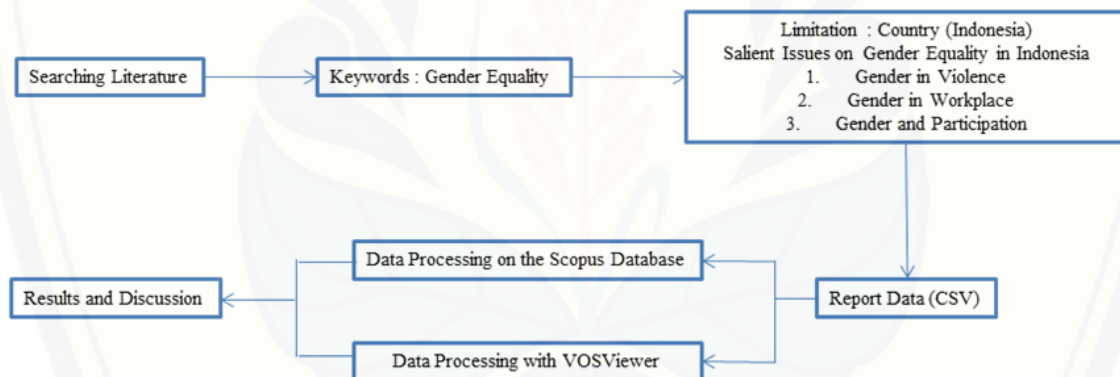 Searching Literature
Keywords : Gender Equality
Limitation : Country (Indonesia)
Salient Issues on Gender Equality in Indonesia
1. Gender in Violence
2. Gender in Workplace
3. Gender and Participation
Report Data (CSV)
Data Processing on the Scopus Database
Data Processing with VOSViewer
Results and Discussion